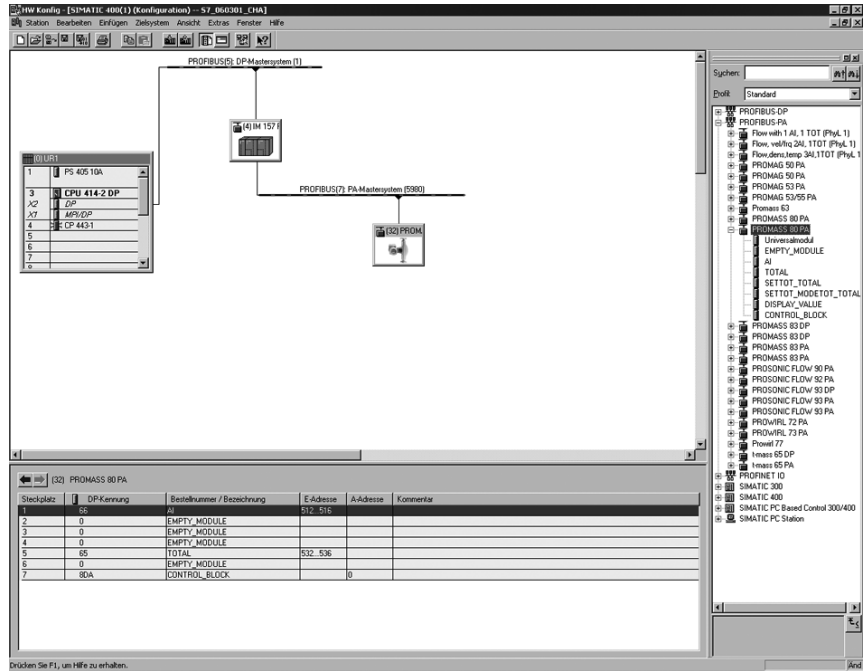 HW Konfig - [SIMATIC 400(1) (Konfiguration) -- S7_060301_CHA]
Station Bearbeiten Einfügen Zielsystem Ansicht Extras Fenster Hilfe
PROFIBUS(5): DP-Mastersystem (1)
(4) IM 157
PROFIBUS(7): PA-Mastersystem (5980)
(32) PROM
(0) UR1
1 PS 405 10A
3 CPU 414-2 DP
X2 DP
X1 MPI/DP
4 CP 443-1
5
6
7
Suchen:
Profil: Standard
PROFIBUS-DP
PROFIBUS-PA
Flow with 1 AI, 1 TOT (PhyL 1)
Flow, vel/frq 2AI, 1TOT (PhyL 1)
Flow,dens,temp 3AI,1TOT (PhyL 1
PROMAG 50 PA
PROMAG 50 PA
PROMAG 53 PA
PROMAG 53/55 PA
Promass 63
PROMASS 80 PA
PROMASS 80 PA
Universalmodul
EMPTY_MODULE
AI
TOTAL
SETTOT_TOTAL
SETTOT_MODETOT_TOTAL
DISPLAY_VALUE
CONTROL_BLOCK
PROMASS 83 DP
PROMASS 83 DP
PROMASS 83 PA
PROMASS 83 PA
PROSONIC FLOW 90 PA
PROSONIC FLOW 92 PA
PROSONIC FLOW 93 DP
PROSONIC FLOW 93 PA
PROSONIC FLOW 93 PA
PROWIRL 72 PA
PROWIRL 73 PA
Prowirl 77
t-mass 65 DP
t-mass 65 PA
PROFINET IO
SIMATIC 300
SIMATIC 400
SIMATIC PC Based Control 300/400
SIMATIC PC Station
(32) PROMASS 80 PA
Steckplatz DP-Kennung Bestellnummer / Bezeichnung E-Adresse A-Adresse Kommentar
1 66 AI 512...516
2 0 EMPTY_MODULE
3 0 EMPTY_MODULE
4 0 EMPTY_MODULE
5 65 TOTAL 532...536
6 0 EMPTY_MODULE
7 8DA CONTROL_BLOCK 0
Drücken Sie F1, um Hilfe zu erhalten.
Änd